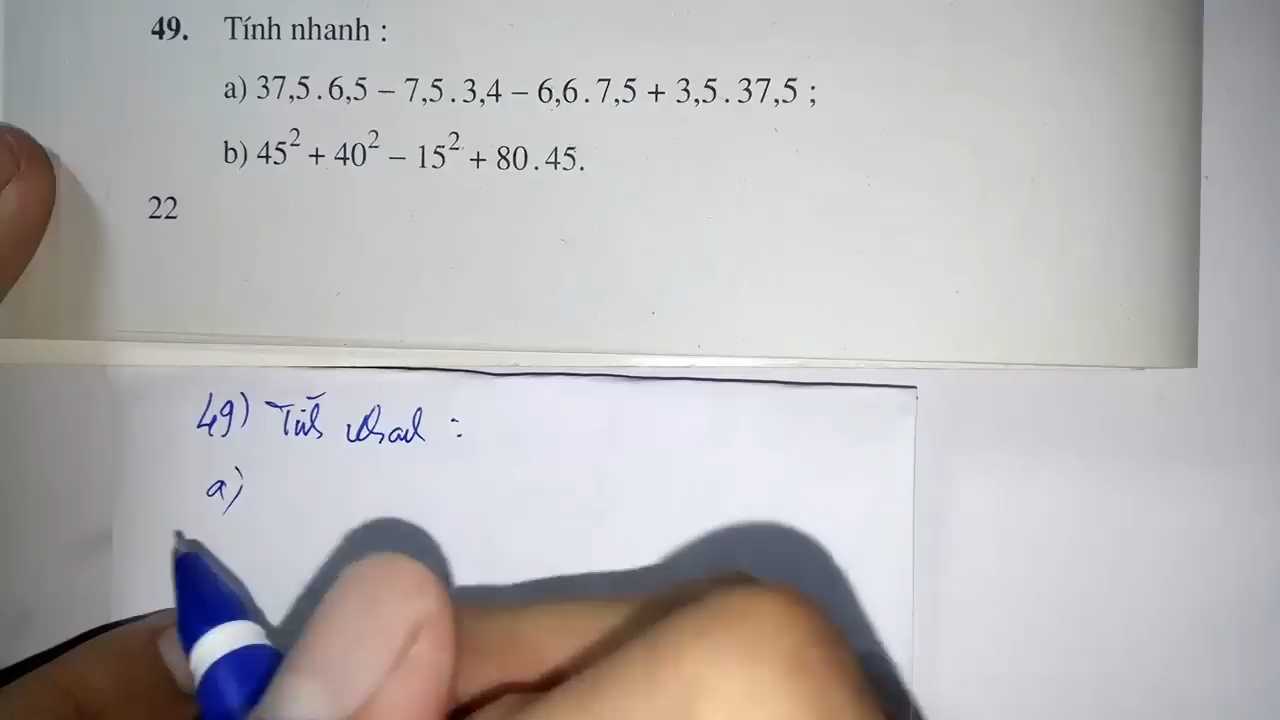 49. Tính nhanh :
a) 37,5 . 6,5 – 7,5 . 3,4 – 6,6 . 7,5 + 3,5 . 37,5 ;
b) 45² + 40² – 15² + 80 . 45.
22
49) Tính nhanh :
a)